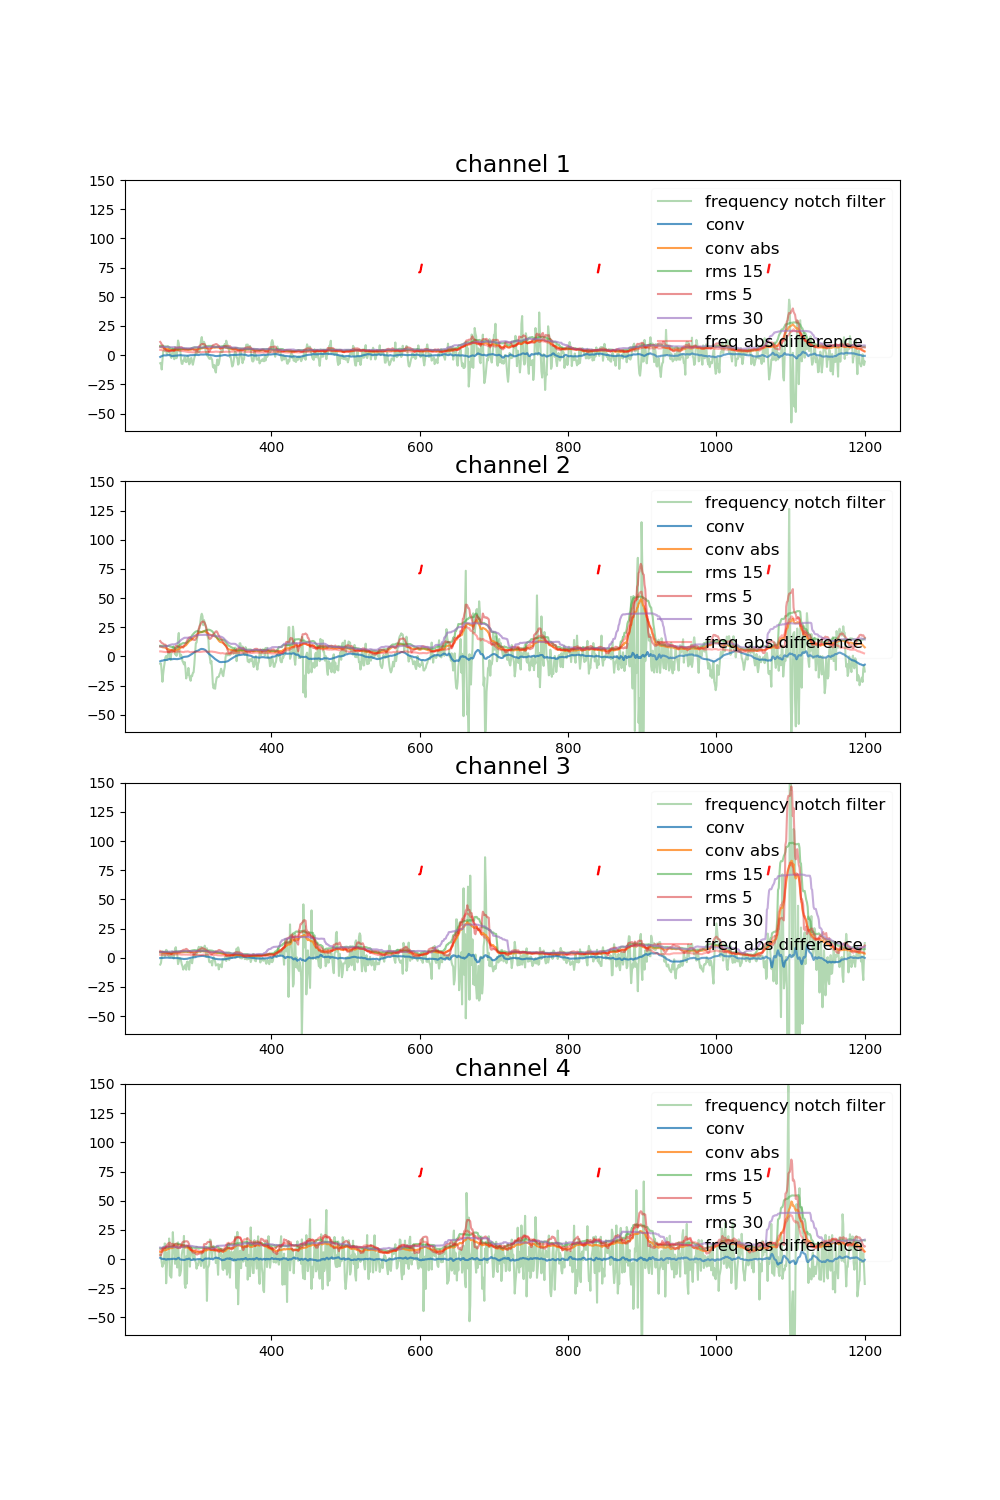 channel 1
150
125
100
75
50
25
0
−25
−50
frequency notch filter
conv
conv abs
rms 15
rms 5
rms 30
freq abs difference
400 600 800 1000 1200
channel 2
150
125
100
75
50
25
0
−25
−50
frequency notch filter
conv
conv abs
rms 15
rms 5
rms 30
freq abs difference
400 600 800 1000 1200
channel 3
150
125
100
75
50
25
0
−25
−50
frequency notch filter
conv
conv abs
rms 15
rms 5
rms 30
freq abs difference
400 600 800 1000 1200
channel 4
150
125
100
75
50
25
0
−25
−50
frequency notch filter
conv
conv abs
rms 15
rms 5
rms 30
freq abs difference
400 600 800 1000 1200